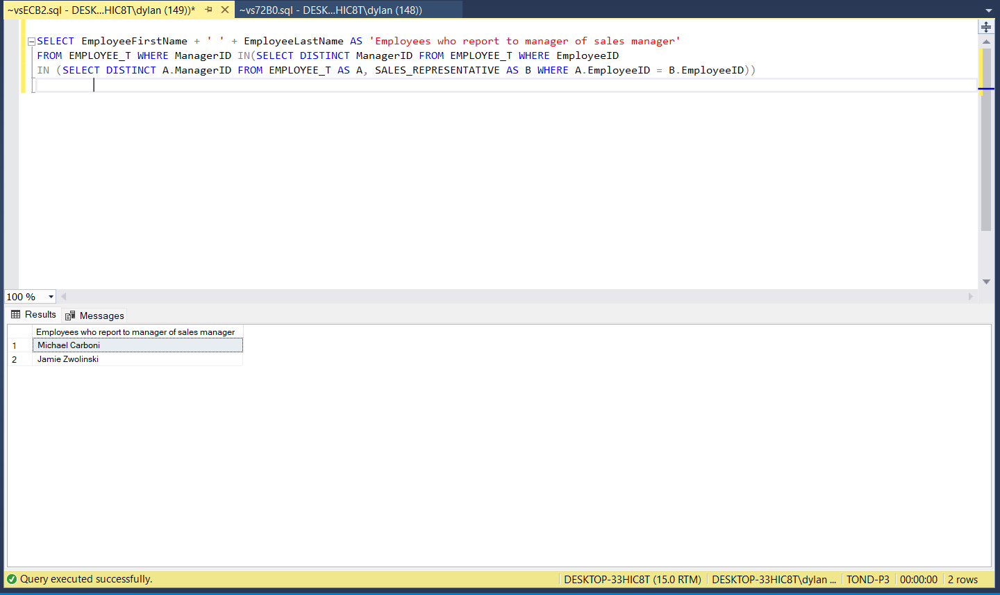 ~vsECB2.sql - DESK...HIC8T\dylan (149))* ~vs72B0.sql - DESK...HIC8T\dylan (148))
SELECT EmployeeFirstName + ' ' + EmployeeLastName AS 'Employees who report to manager of sales manager'
FROM EMPLOYEE_T WHERE ManagerID IN(SELECT DISTINCT ManagerID FROM EMPLOYEE_T WHERE EmployeeID
IN (SELECT DISTINCT A.ManagerID FROM EMPLOYEE_T AS A, SALES_REPRESENTATIVE AS B WHERE A.EmployeeID = B.EmployeeID))
100 %
Results Messages
Employees who report to manager of sales manager
1 Michael Carboni
2 Jamie Zwolinski
Query executed successfully. DESKTOP-33HIC8T (15.0 RTM) DESKTOP-33HIC8T\dylan ... TOND-P3 00:00:00 2 rows